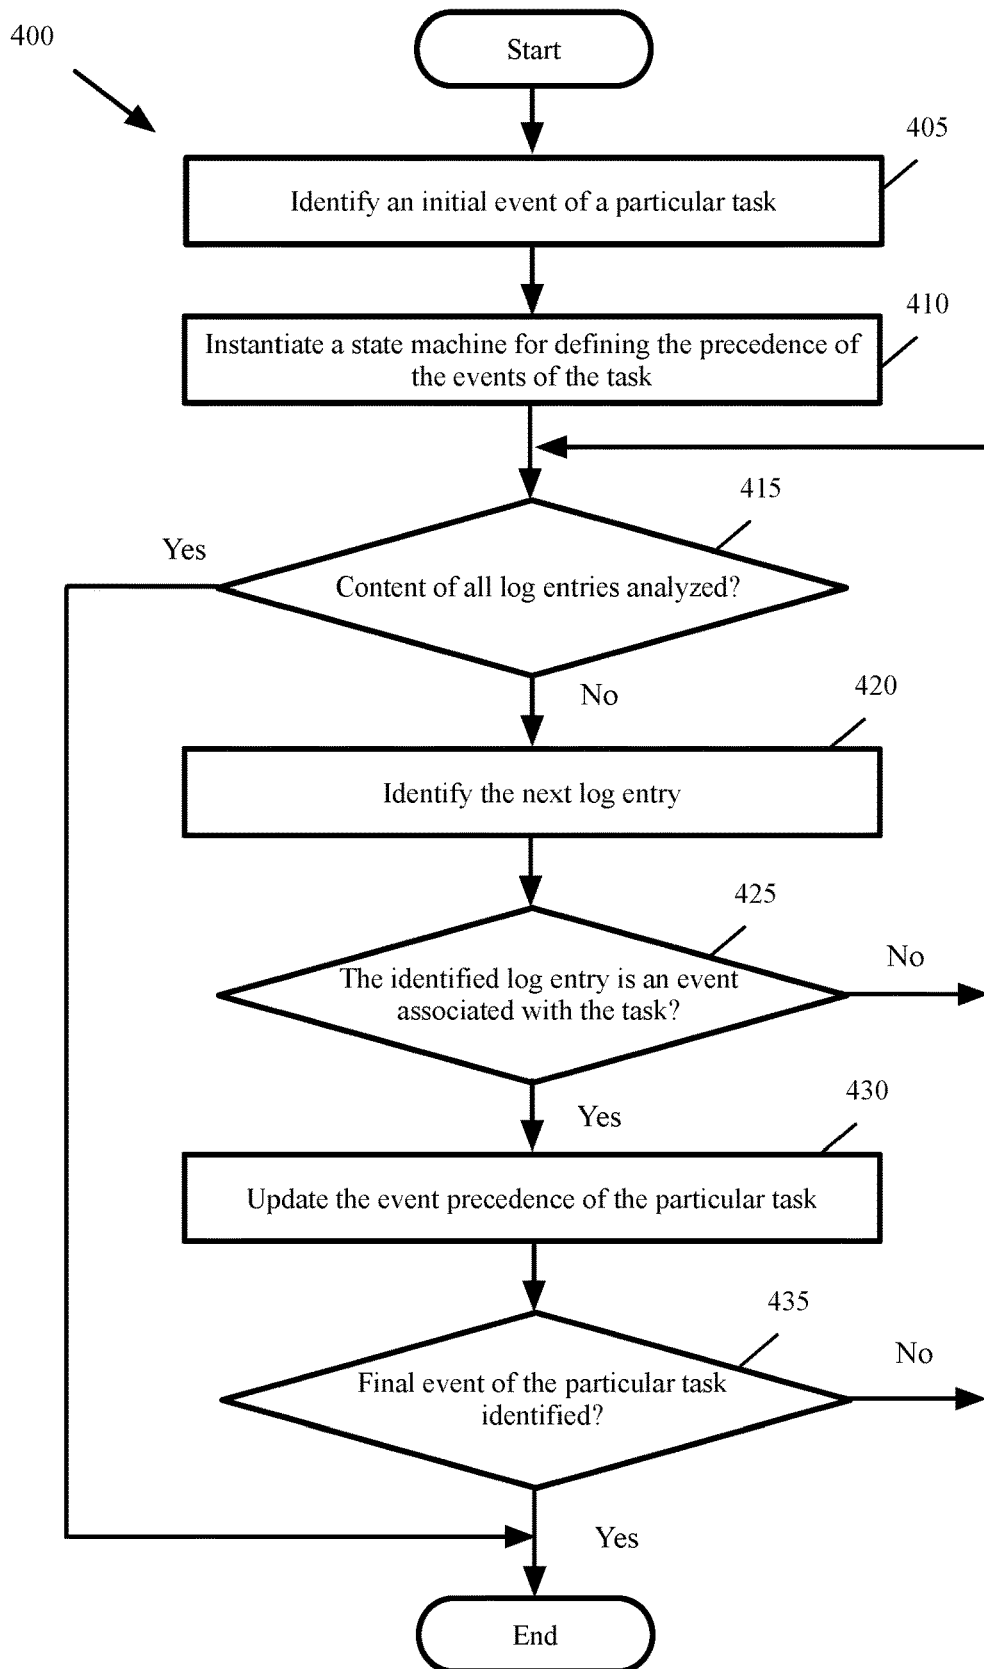 400
Start
405
Identify an initial event of a particular task
410
Instantiate a state machine for defining the precedence of
the events of the task
415
Yes
Content of all log entries analyzed?
No
420
Identify the next log entry
425
No
The identified log entry is an event
associated with the task?
Yes
430
Update the event precedence of the particular task
435
No
Final event of the particular task
identified?
Yes
End